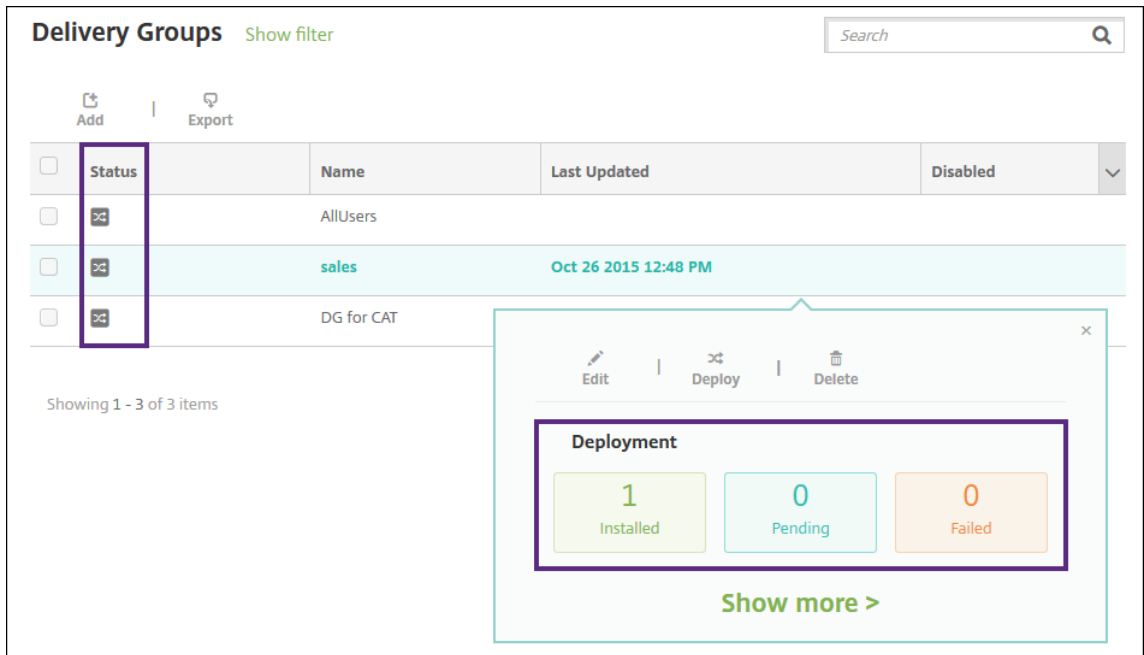 Delivery Groups Show filter Search
Add | Export
Status Name Last Updated Disabled
AllUsers
sales Oct 26 2015 12:48 PM
DG for CAT
×
Edit | Deploy | Delete
Showing 1 - 3 of 3 items
Deployment
1 0 0
Installed Pending Failed
Show more >